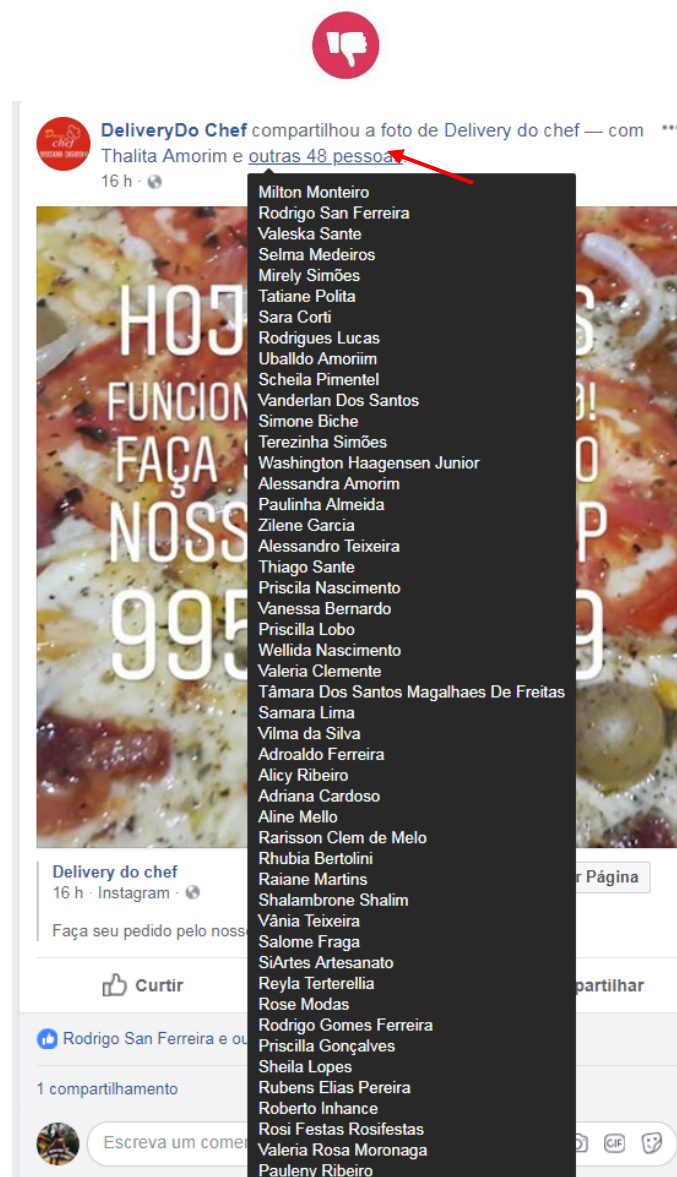 DeliveryDo Chef compartilhou a foto de Delivery do chef — com
Thalita Amorim e outras 48 pessoas
16 h ·
chef
Milton Monteiro
Rodrigo San Ferreira
Valeska Sante
Selma Medeiros
Mirely Simões
Tatiane Polita
Sara Corti
Rodrigues Lucas
Uballdo Amoriim
Scheila Pimentel
Vanderlan Dos Santos
Simone Biche
Terezinha Simões
Washington Haagensen Junior
Alessandra Amorim
Paulinha Almeida
Zilene Garcia
Alessandro Teixeira
Thiago Sante
Priscila Nascimento
Vanessa Bernardo
Priscilla Lobo
Wellida Nascimento
Valeria Clemente
Tâmara Dos Santos Magalhaes De Freitas
Samara Lima
Vilma da Silva
Adroaldo Ferreira
Alicy Ribeiro
Adriana Cardoso
Aline Mello
Rarisson Clem de Melo
Rhubia Bertolini
Raiane Martins
Shalambrone Shalim
Vânia Teixeira
Salome Fraga
SiArtes Artesanato
Reyla Terterellia
Rose Modas
Rodrigo Gomes Ferreira
Priscilla Gonçalves
Sheila Lopes
Rubens Elias Pereira
Roberto Inhance
Rosi Festas Rosifestas
Valeria Rosa Moronaga
Pauleny Ribeiro
HOJ S
FUNCION !
FAÇA O
NOSS P
995 9
Delivery do chef
16 h · Instagram ·
r Página
Faça seu pedido pelo noss
Curtir
partilhar
Rodrigo San Ferreira e ou
1 compartilhamento
Escreva um comen
GIF